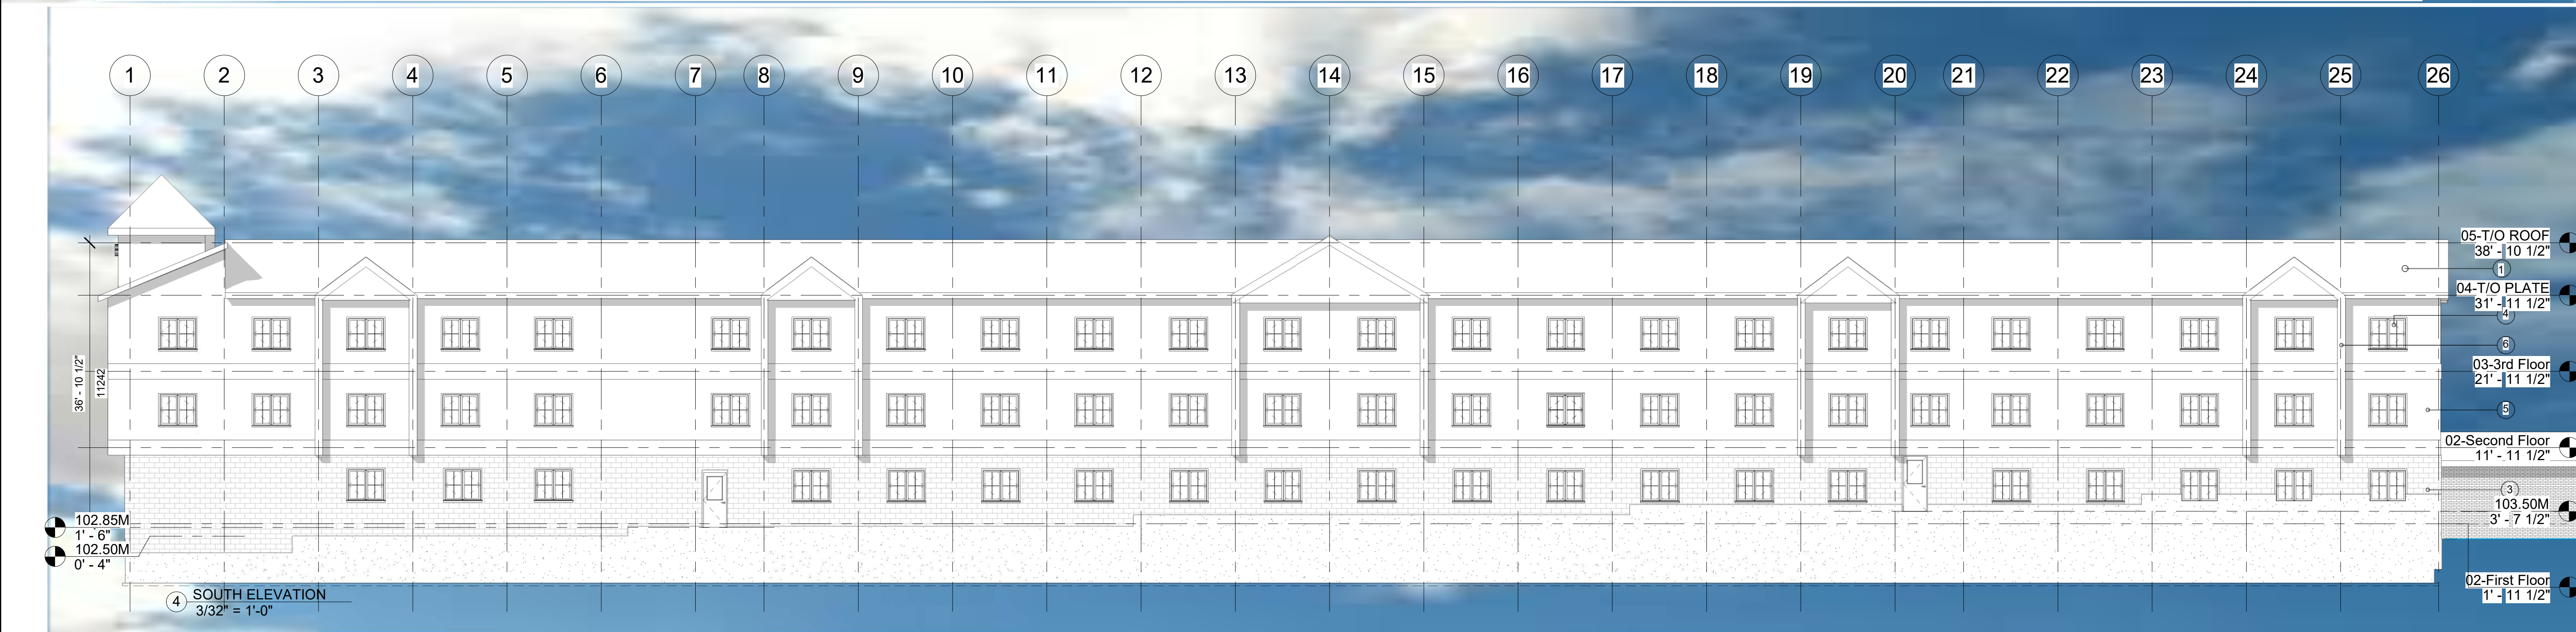 1 2 3 4 5 6 7 8 9 10 11 12 13 14 15 16 17 18 19 20 21 22 23 24 25 26
05-T/O ROOF
38' - 10 1/2"
1
04-T/O PLATE
31' - 11 1/2"
4
6
03-3rd Floor
21' - 11 1/2"
5
02-Second Floor
11' - 11 1/2"
3
103.50M
3' - 7 1/2"
02-First Floor
1' - 11 1/2"
36' - 10 1/2"
11242
102.85M
1' - 6"
102.50M
0' - 4"
4 SOUTH ELEVATION
3/32" = 1'-0"